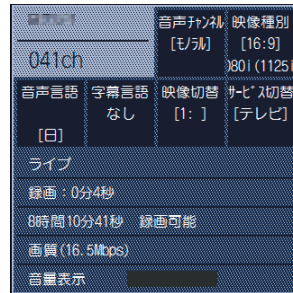 041ch
音声チャンネル
[モノラル]
映像種別
[16:9]
080i(1125i
音声言語
[日]
字幕言語
なし
映像切替
[1: ]
サービス切替
[テレビ]
ライブ
録画：0分4秒
8時間10分41秒 録画可能
画質(16.5Mbps)
音量表示